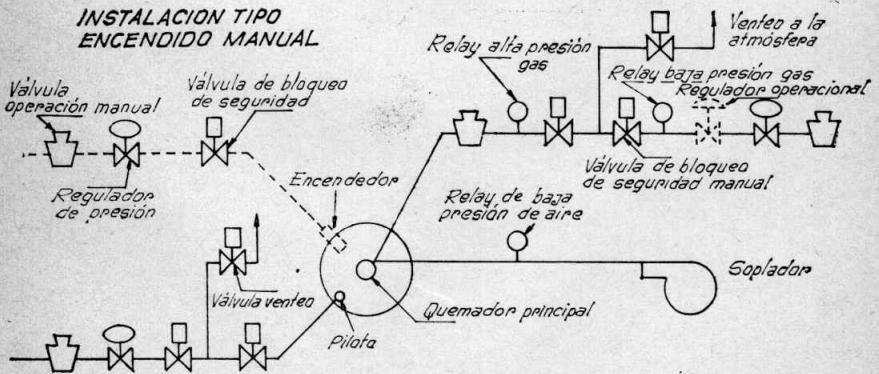 INSTALACION TIPO
ENCENDIDO MANUAL
Válvula
operación manual
Válvula de bloqueo
de seguridad
Regulador
de presión
Encendedor
Relay alta presión
gas
Venteo a la
atmósfera
Relay baja presión gas
Regulador operacional
Válvula de bloqueo
de seguridad manual
Relay de baja
presión de aire
Soplador
Válvula venteo
Quemador principal
Piloto